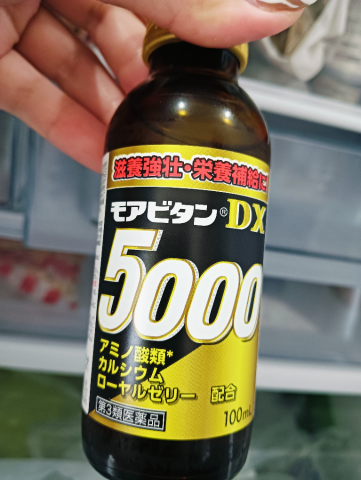 滋養強壮・栄養補給に
モアビタン® DX
5000
アミノ酸類*
カルシウム
ローヤルゼリー 配合
第3類医薬品
100mL